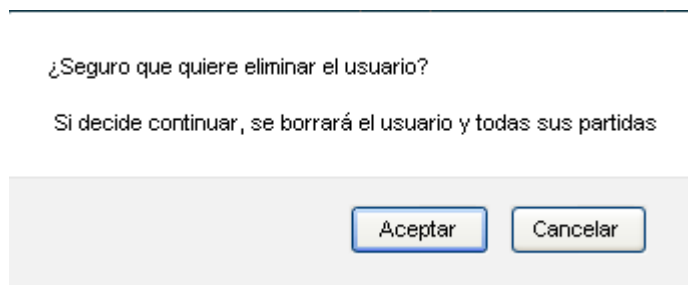 ¿Seguro que quiere eliminar el usuario?
Si decide continuar, se borrará el usuario y todas sus partidas
Aceptar
Cancelar